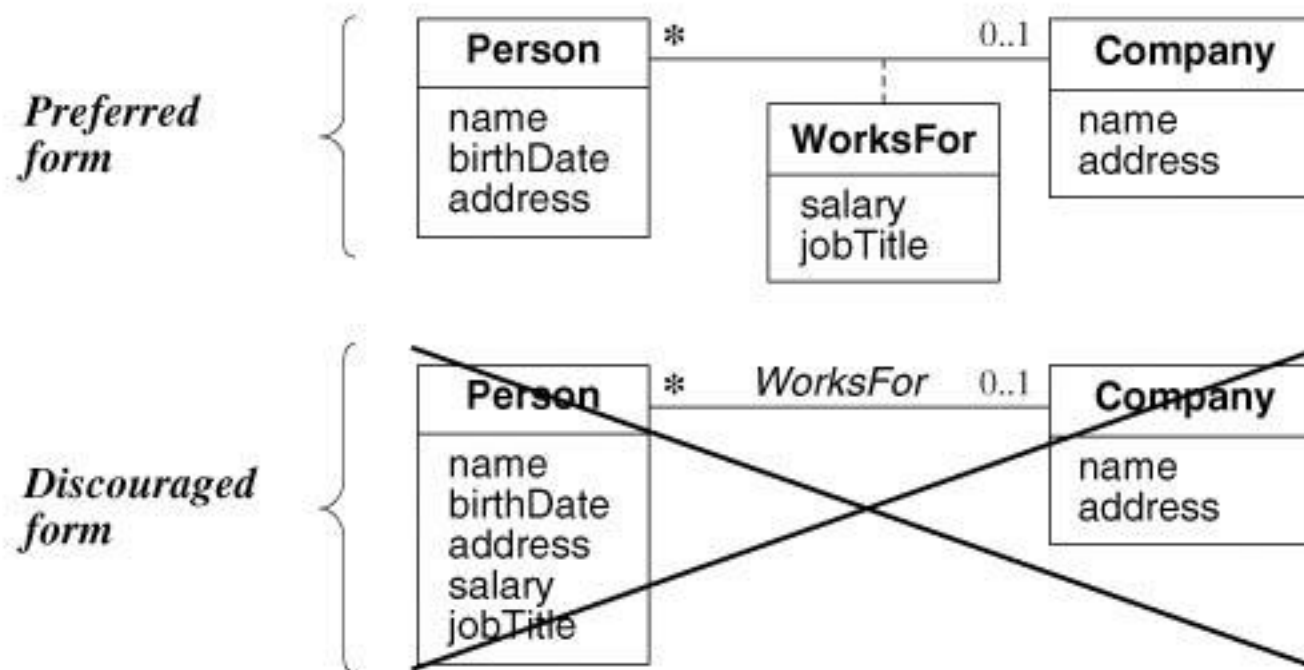 Preferred
form
Person
name
birthDate
address
*
0..1
WorksFor
salary
jobTitle
Company
name
address
Discouraged
form
Person
name
birthDate
address
salary
jobTitle
*
WorksFor
0..1
Company
name
address